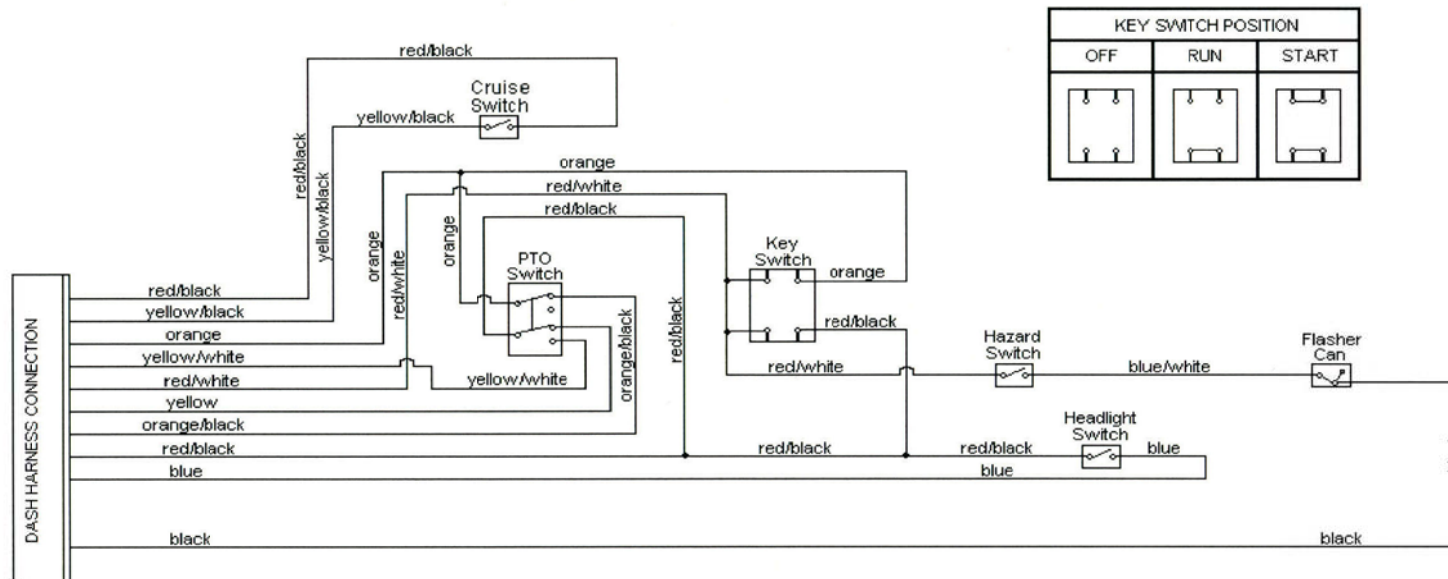 KEY SWITCH POSITION
OFF RUN START
red/black
Cruise
Switch
yellow/black
red/black
yellow/black
orange
red/white
red/black
orange
red/white
orange
PTO
Switch
Key
Switch
orange
red/black
red/black
orange/black
red/black
yellow/black
orange
yellow/white
red/white
yellow
orange/black
red/black
blue
black
yellow/white
red/white
Hazard
Switch
blue/white
Flasher
Can
Headlight
Switch
red/black
red/black
blue
blue
black
DASH HARNESS CONNECTION